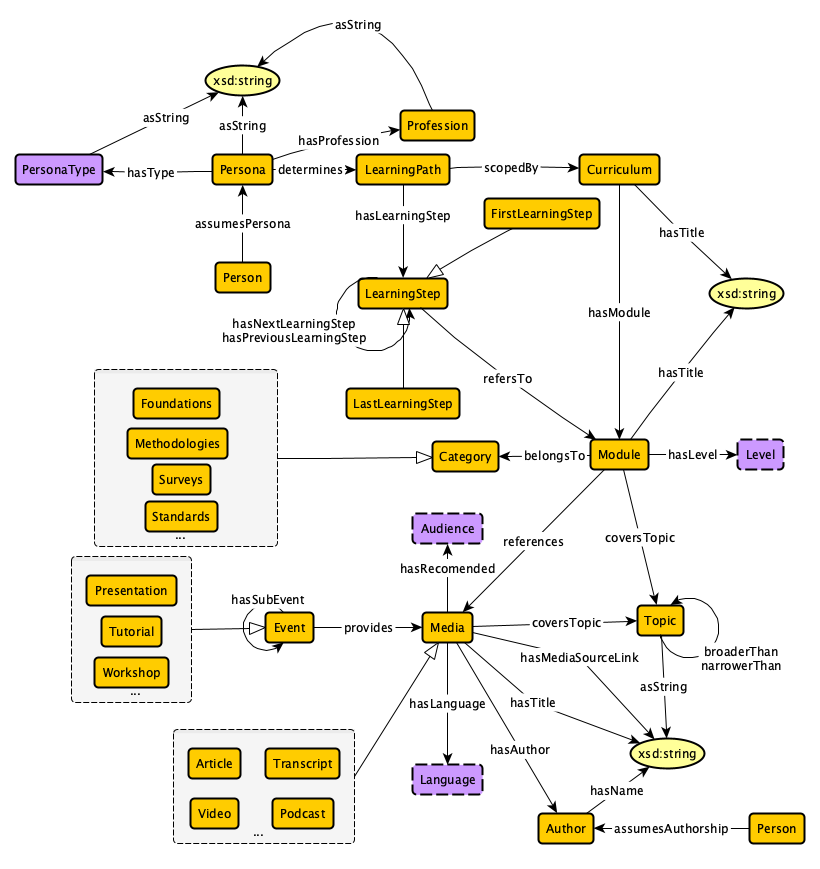 asString
xsd:string
asString
asString
Profession
hasProfession
PersonaType
hasType
Persona
determines
LearningPath
scopedBy
Curriculum
assumesPersona
hasLearningStep
FirstLearningStep
hasTitle
Person
LearningStep
xsd:string
hasModule
hasNextLearningStep
hasPreviousLearningStep
refersTo
hasTitle
Foundations
LastLearningStep
Methodologies
Category
belongsTo
Module
hasLevel
Level
Surveys
Standards
...
Audience
references
coversTopic
hasRecomended
Presentation
hasSubEvent
Tutorial
Event
provides
Media
coversTopic
Topic
broaderThan
narrowerThan
Workshop
...
hasMediaSourceLink
asString
hasLanguage
hasTitle
hasAuthor
xsd:string
Article
Transcript
Language
hasName
Video
Podcast
...
Author
assumesAuthorship
Person